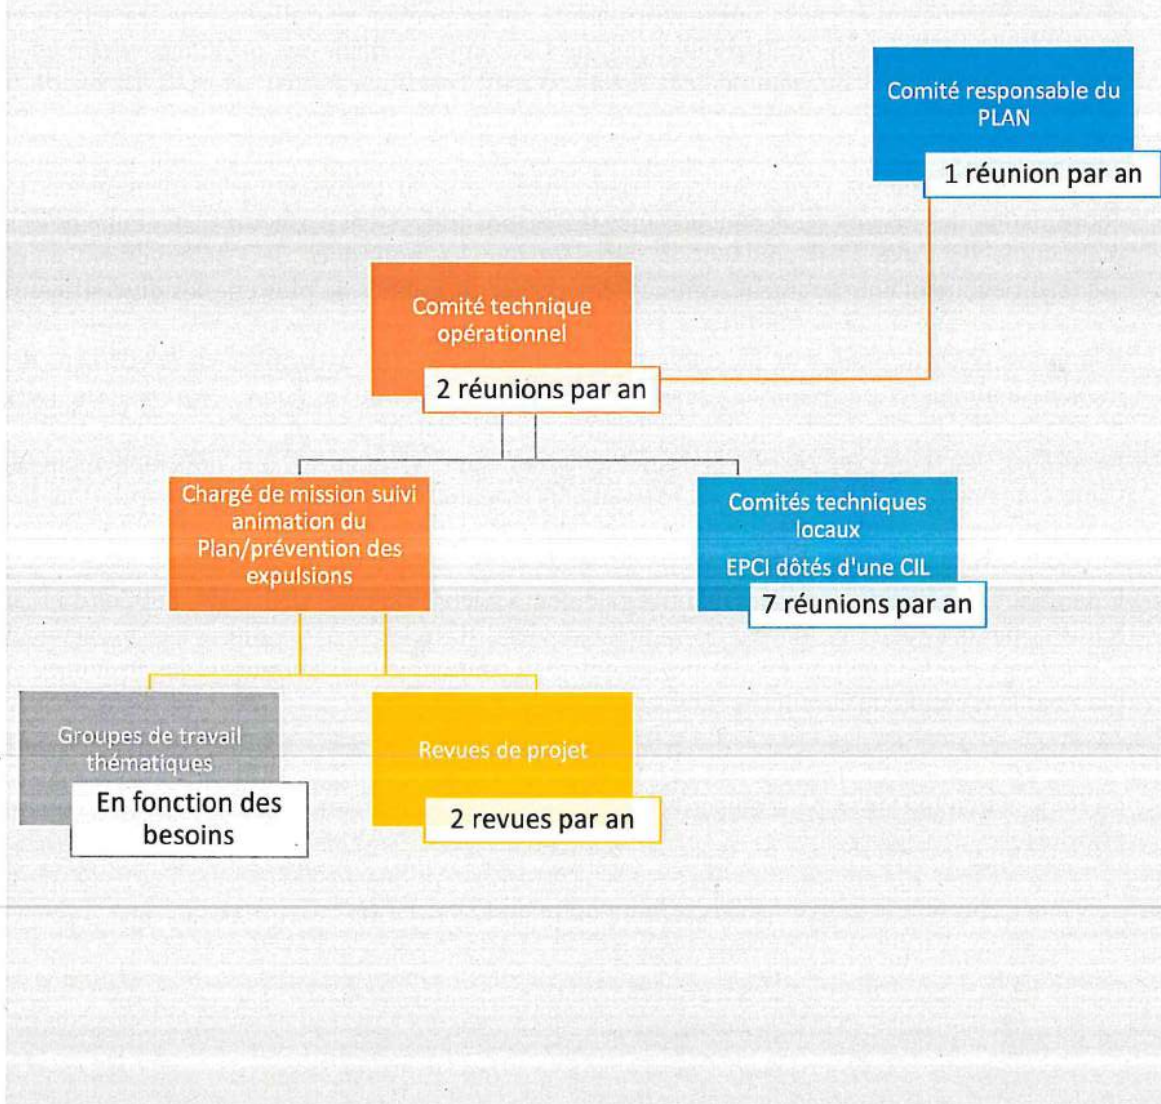 Comité responsable du
PLAN
1 réunion par an
Comité technique
opérationnel
2 réunions par an
Chargé de mission suivi
animation du
Plan/prévention des
expulsions
Comités techniques
locaux
EPCI dôtés d'une CIL
7 réunions par an
Groupes de travail
thématiques
En fonction des
besoins
Revues de projet
2 revues par an